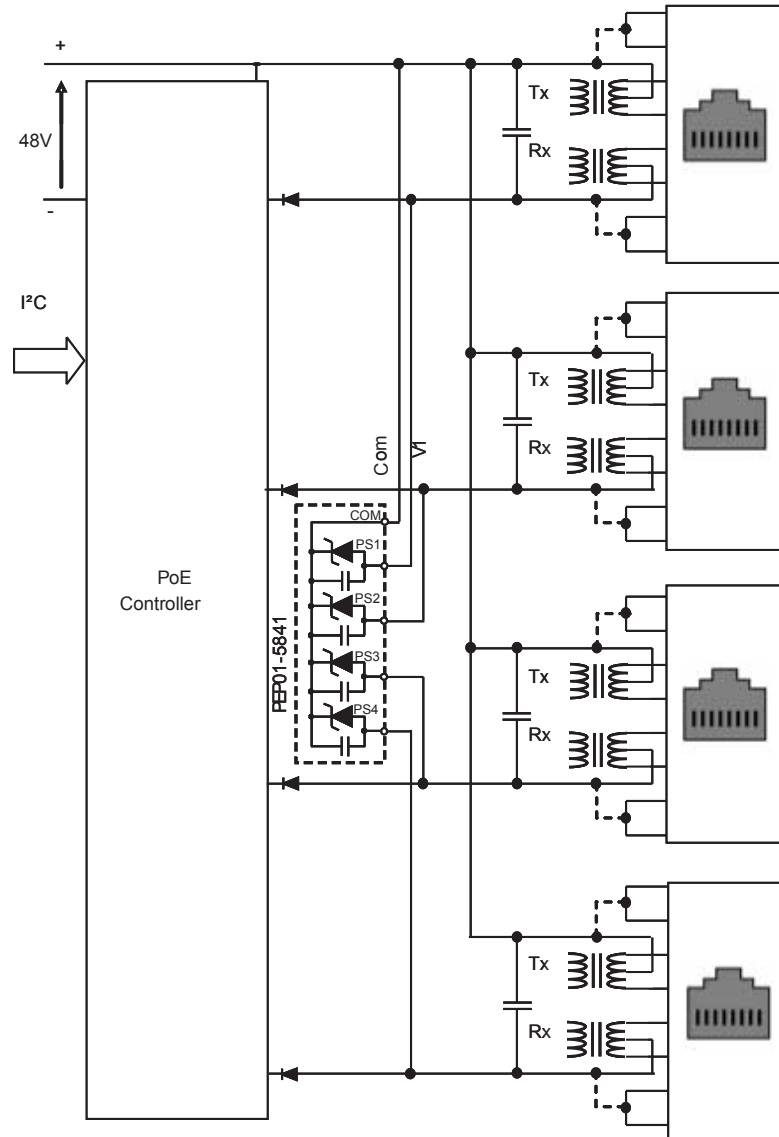 +
48V
-
I²C
Tx
Rx
Tx
Rx
Com
V1
COM
PS1
PS2
PS3
PS4
PEP01-5841
PoE
Controller
Tx
Rx
Tx
Rx